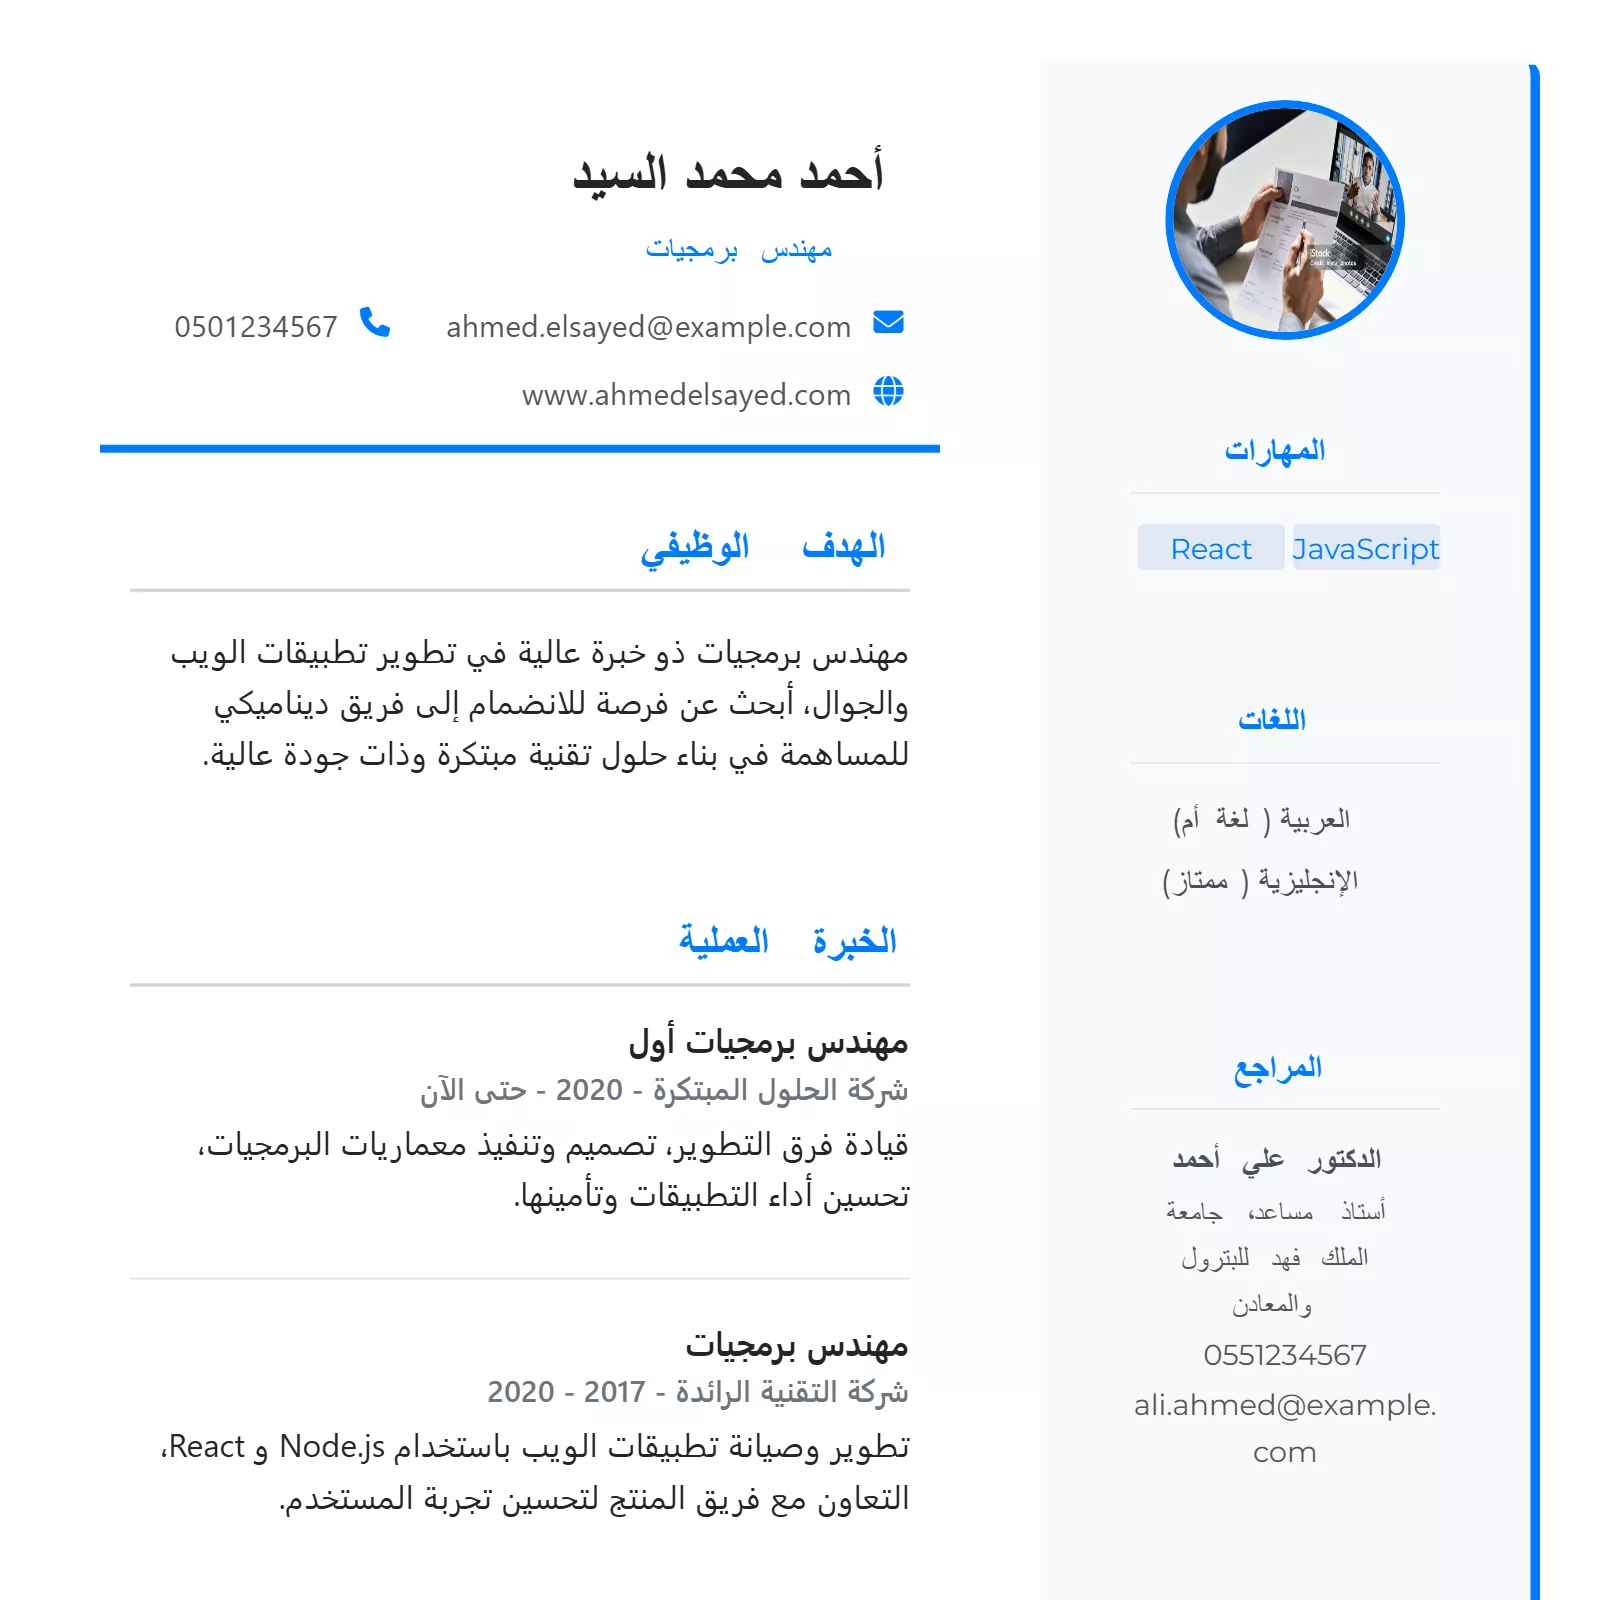 أحمد محمد السيد
مهندس برمجيات
ahmed.elsayed@example.com 0501234567
www.ahmedelsayed.com
الهدف الوظيفي
مهندس برمجيات ذو خبرة عالية في تطوير تطبيقات الويب
والجوال، أبحث عن فرصة للانضمام إلى فريق ديناميكي
للمساهمة في بناء حلول تقنية مبتكرة وذات جودة عالية.
الخبرة العملية
مهندس برمجيات أول
شركة الحلول المبتكرة - 2020 - حتى الآن
قيادة فرق التطوير، تصميم وتنفيذ معماريات البرمجيات،
تحسين أداء التطبيقات وتأمينها.
مهندس برمجيات
شركة التقنية الرائدة - 2017 - 2020
تطوير وصيانة تطبيقات الويب باستخدام Node.js و React،
التعاون مع فريق المنتج لتحسين تجربة المستخدم.
iStock
المهارات
JavaScript React
اللغات
العربية ( لغة أم)
الإنجليزية ( ممتاز)
المراجع
الدكتور علي أحمد
أستاذ مساعد، جامعة
الملك فهد للبترول
والمعادن
0551234567
ali.ahmed@example.
com